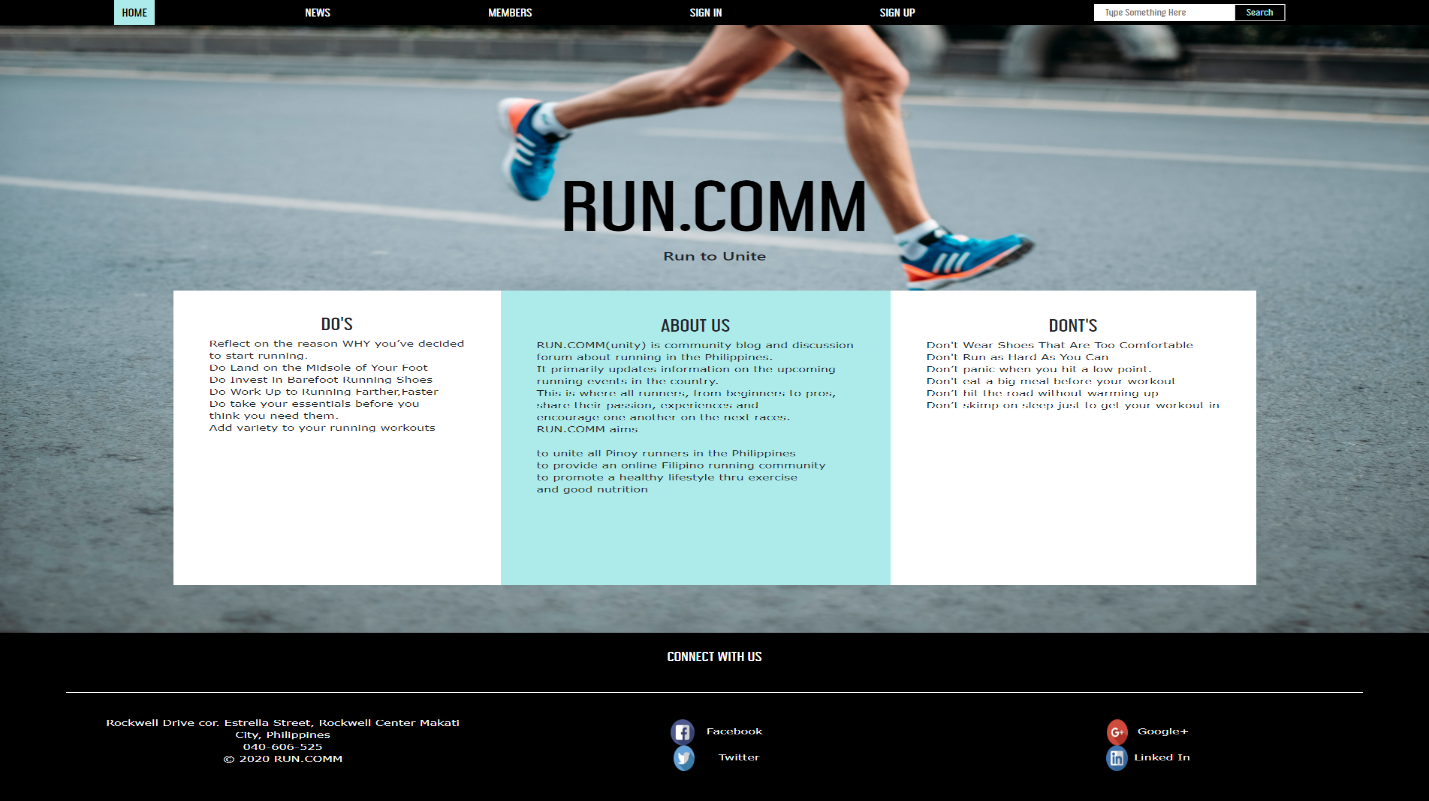 HOME NEWS MEMBERS SIGN IN SIGN UP Type Something Here Search
RUN.COMM
Run to Unite
DO'S
Reflect on the reason WHY you've decided
to start running.
Do Land on the Midsole of Your Foot
Do Invest in Barefoot Running Shoes
Do Work Up to Running Farther,Faster
Do take your essentials before you
think you need them.
Add variety to your running workouts
ABOUT US
RUN.COMM(unity) is community blog and discussion
forum about running in the Philippines.
It primarily updates information on the upcoming
running events in the country.
This is where all runners, from beginners to pros,
share their passion, experiences and
encourage one another on the next races.
RUN.COMM aims
to unite all Pinoy runners in the Philippines
to provide an online Filipino running community
to promote a healthy lifestyle thru exercise
and good nutrition
DONT'S
Don't Wear Shoes That Are Too Comfortable
Don't Run as Hard As You Can
Don't panic when you hit a low point.
Don't eat a big meal before your workout
Don't hit the road without warming up
Don't skimp on sleep just to get your workout in
CONNECT WITH US
Rockwell Drive cor. Estrella Street, Rockwell Center Makati
City, Philippines
040-606-525
© 2020 RUN.COMM
Facebook
Twitter
G+ Google+
in Linked In